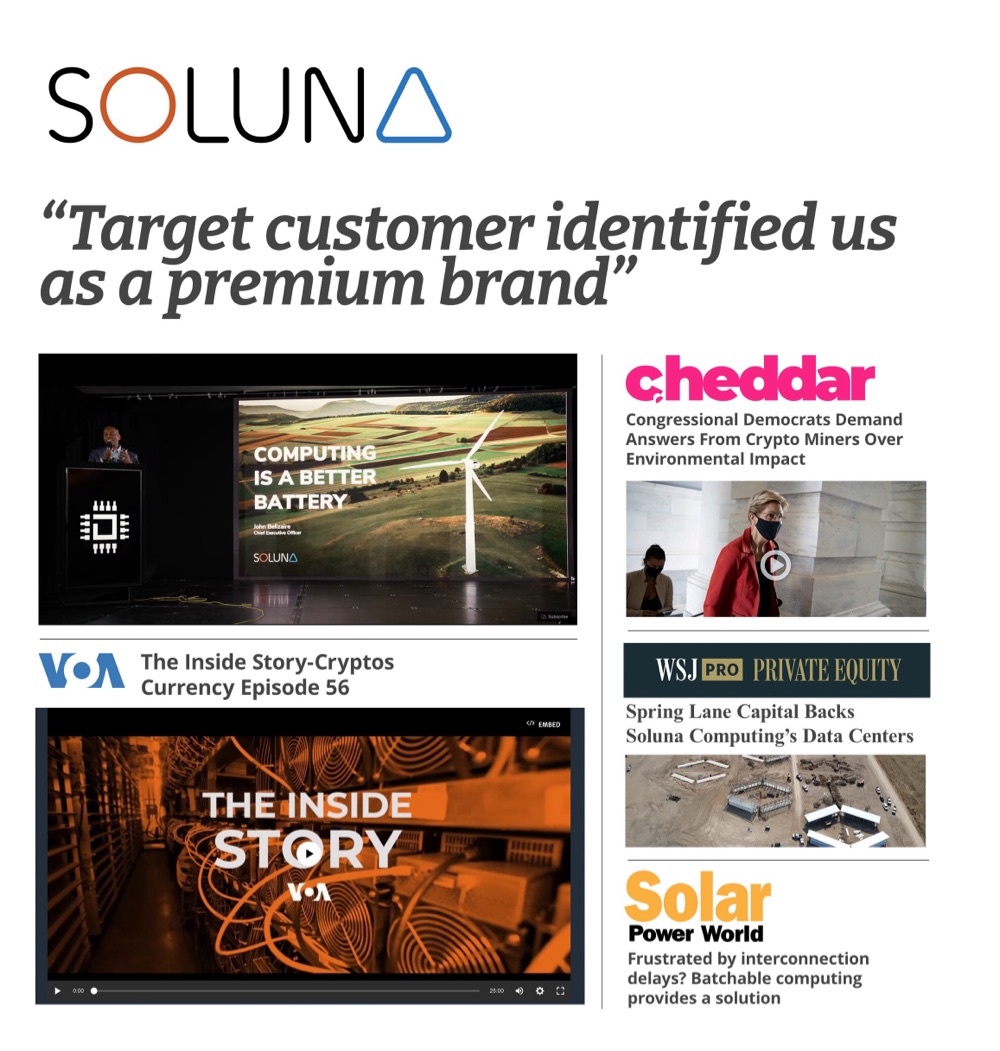 SOLUNA
“Target customer identified us
as a premium brand”
COMPUTING
IS A BETTER
BATTERY
John Belizaire
Chief Executive Officer
SOLUNA
Subscribe
VOA
The Inside Story-Cryptos
Currency Episode 56
</> EMBED
THE INSIDE
STORY
VOA
0:00
25:00
cheddar
Congressional Democrats Demand
Answers From Crypto Miners Over
Environmental Impact
WSJ PRO PRIVATE EQUITY
Spring Lane Capital Backs
Soluna Computing’s Data Centers
Solar
Power World
Frustrated by interconnection
delays? Batchable computing
provides a solution